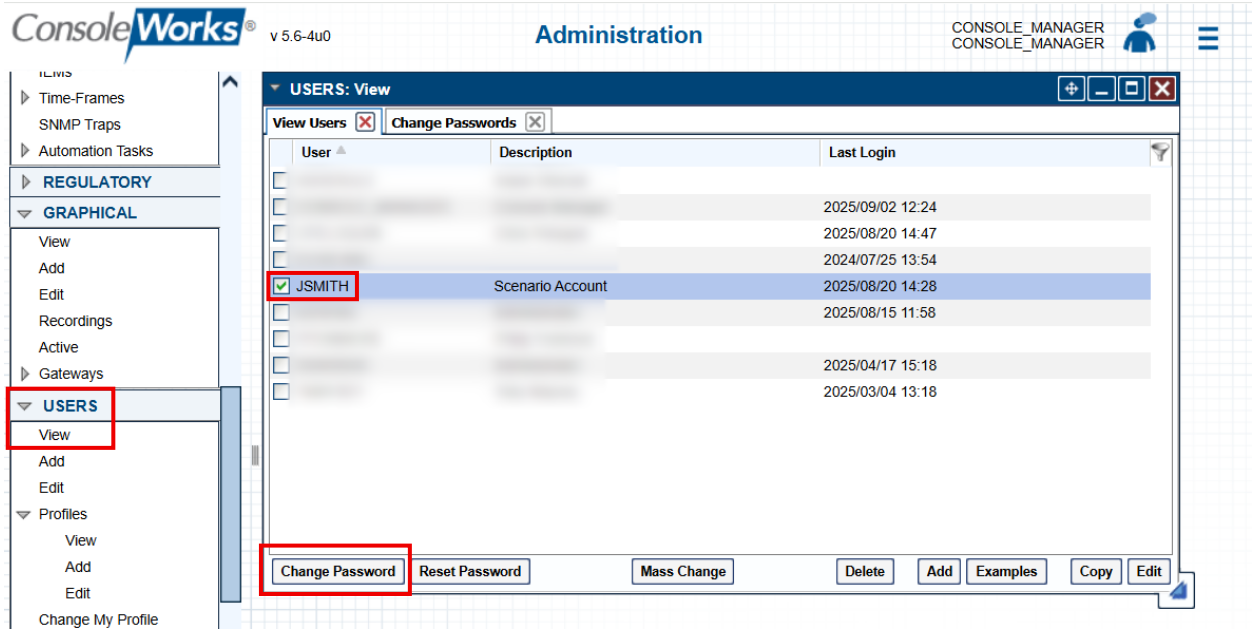 ConsoleWorks® v 5.6-4u0
Administration
CONSOLE_MANAGER
CONSOLE_MANAGER
Time-Frames
SNMP Traps
Automation Tasks
REGULATORY
GRAPHICAL
View
Add
Edit
Recordings
Active
Gateways
USERS
View
Add
Edit
Profiles
View
Add
Edit
Change My Profile
USERS: View
View Users Change Passwords
User Description Last Login
2025/09/02 12:24
2025/08/20 14:47
2024/07/25 13:54
JSMITH Scenario Account 2025/08/20 14:28
2025/08/15 11:58
2025/04/17 15:18
2025/03/04 13:18
Change Password Reset Password Mass Change Delete Add Examples Copy Edit